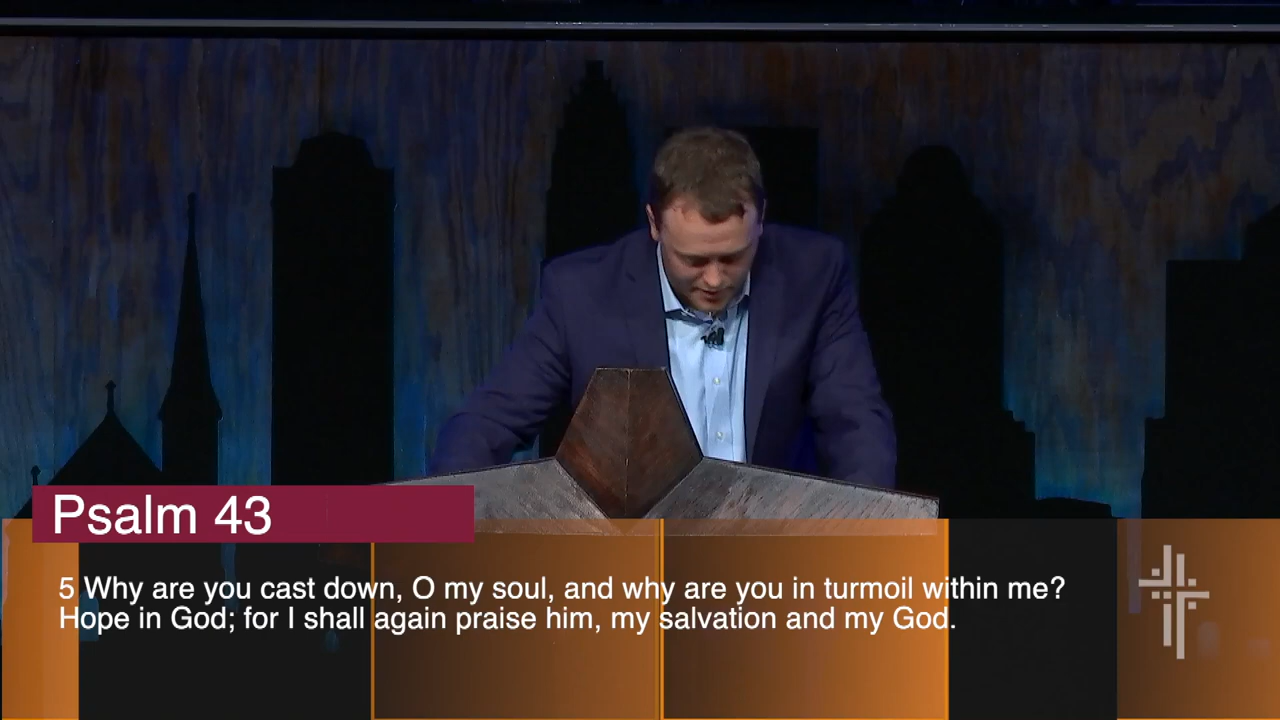 Psalm 43
5 Why are you cast down, O my soul, and why are you in turmoil within me?
Hope in God; for I shall again praise him, my salvation and my God.